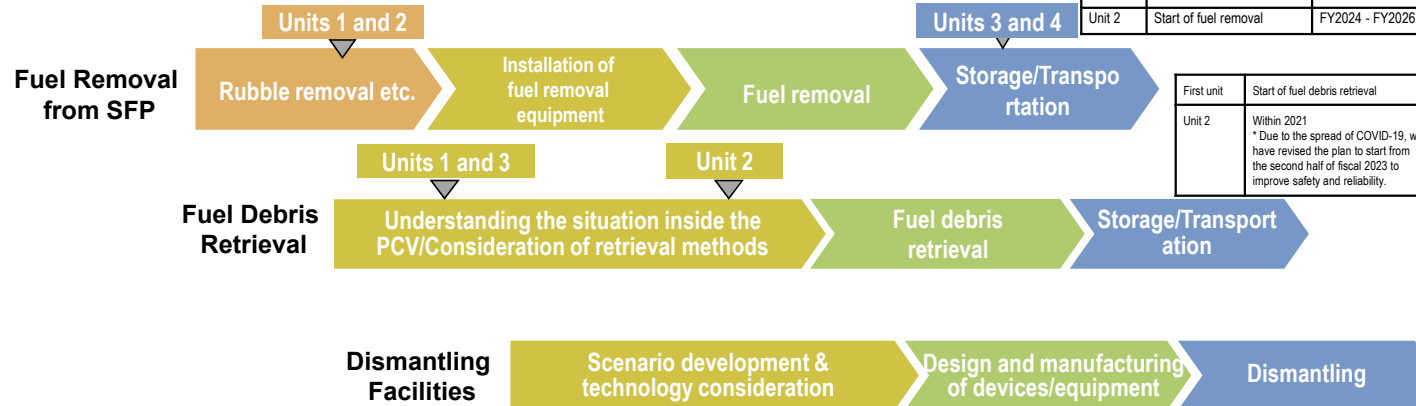 Units 1 and 2
Units 3 and 4
Unit 2 Start of fuel removal FY2024 - FY2026
Fuel Removal
from SFP
Rubble removal etc.
Installation of
fuel removal
equipment
Fuel removal
Storage/Transpo
rtation
First unit Start of fuel debris retrieval
Unit 2 Within 2021
* Due to the spread of COVID-19, w
have revised the plan to start from
the second half of fiscal 2023 to
improve safety and reliability.
Units 1 and 3
Unit 2
Fuel Debris
Retrieval
Understanding the situation inside the
PCV/Consideration of retrieval methods
Fuel debris
retrieval
Storage/Transport
ation
Dismantling
Facilities
Scenario development &
technology consideration
Design and manufacturing
of devices/equipment
Dismantling